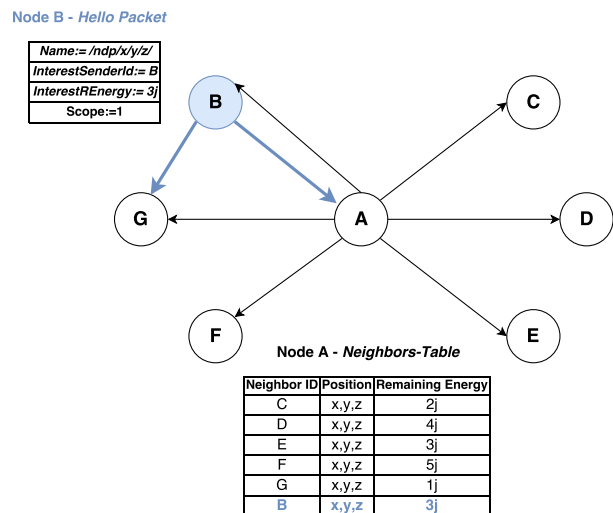 Node B - Hello Packet
Name:= /ndp/x/y/z/
InterestSenderId:= B
InterestREnergy:= 3j
Scope:=1
B
C
G
A
D
F
E
Node A - Neighbors-Table
Neighbor ID Position Remaining Energy
C x,y,z 2j
D x,y,z 4j
E x,y,z 3j
F x,y,z 5j
G x,y,z 1j
B x,y,z 3j